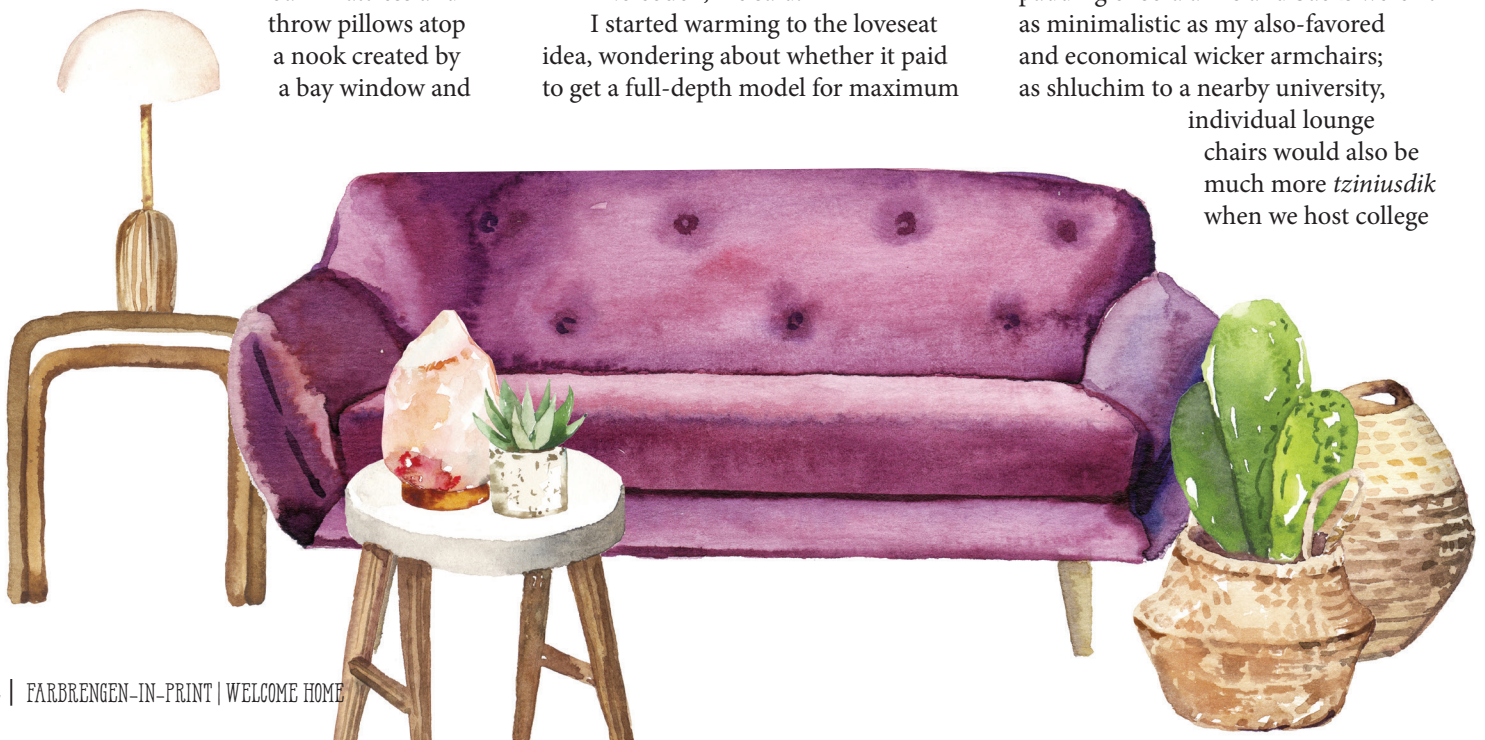 throw pillows atop
a nook created by
a bay window and
I started warming to the loveseat
idea, wondering about whether it paid
to get a full-depth model for maximum
as minimalistic as my also-favored
and economical wicker armchairs;
as shluchim to a nearby university,
individual lounge
chairs would also be
much more tziniusdik
when we host college
| FARBRENGEN-IN-PRINT | WELCOME HOME